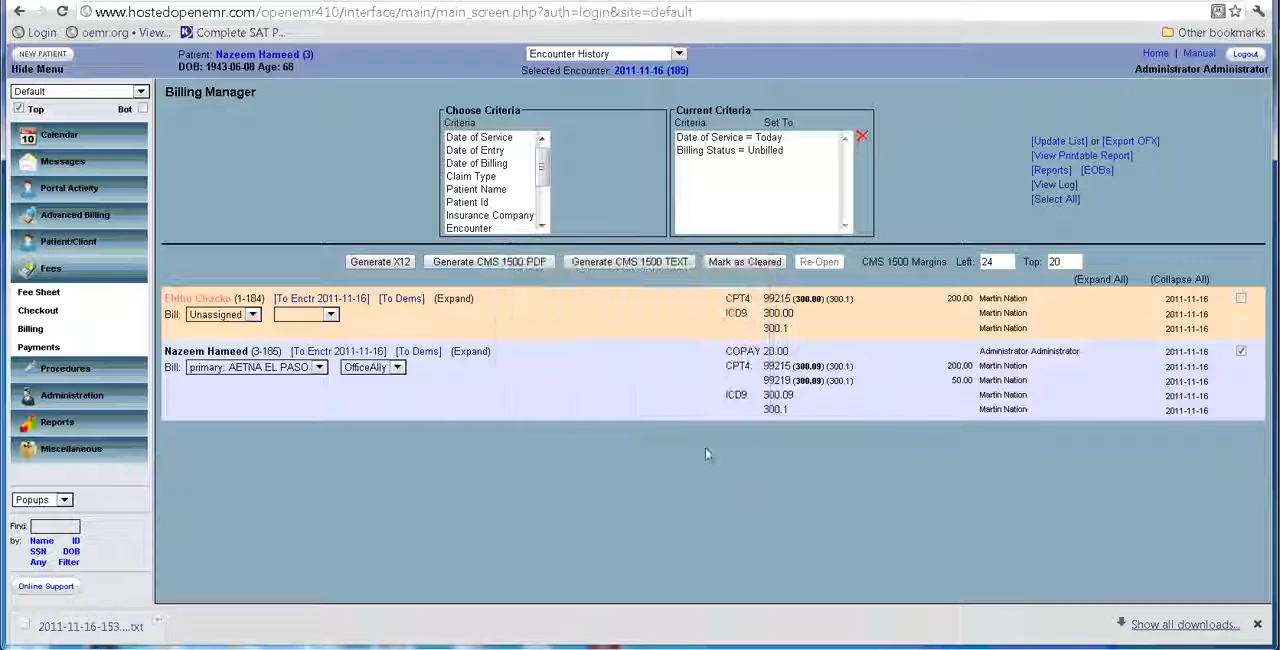 www.hostedopenemr.com/openemr410/interface/main/main_screen.php?auth=login&site=default
Login oemr.org • View... Complete SAT P... Other bookmarks
NEW PATIENT Patient: Nazeem Hameed (3) Encounter History Home | Manual Logout
Hide Menu DOB: 1943-06-08 Age: 68 Selected Encounter: 2011-11-16 (185) Administrator Administrator
Default
Top Bot
Calendar
Messages
Portal Activity
Advanced Billing
Patient/Client
Fees
Fee Sheet
Checkout
Billing
Payments
Procedures
Administration
Reports
Miscellaneous
Popups
Find:
by: Name ID
SSN DOB
Any Filter
Online Support
Billing Manager
Choose Criteria
Criteria
Date of Service
Date of Entry
Date of Billing
Claim Type
Patient Name
Patient Id
Insurance Company
Encounter
Current Criteria
Criteria Set To
Date of Service = Today
Billing Status = Unbilled
[Update List] or [Export OFX]
[View Printable Report]
[Reports] [EOBs]
[View Log]
[Select All]
Generate X12 Generate CMS 1500 PDF Generate CMS 1500 TEXT Mark as Cleared Re-Open CMS 1500 Margins Left: 24 Top: 20
(Expand All) (Collapse All)
Eldho Chacko (1-184) [To Enctr 2011-11-16] [To Dems] (Expand) CPT4: 99215 (300.00) (300.1) 200.00 Martin Nation 2011-11-16
Bill: Unassigned ICD9 300.00 Martin Nation 2011-11-16
300.1 Martin Nation 2011-11-16
Nazeem Hameed (3-185) [To Enctr 2011-11-16] [To Dems] (Expand) COPAY 20.00 Administrator Administrator 2011-11-16
Bill: primary: AETNA EL PASO OfficeAlly CPT4: 99215 (300.09) (300.1) 200.00 Martin Nation 2011-11-16
99219 (300.09) (300.1) 50.00 Martin Nation 2011-11-16
ICD9 300.09 Martin Nation 2011-11-16
300.1 Martin Nation 2011-11-16
2011-11-16-153....txt Show all downloads...